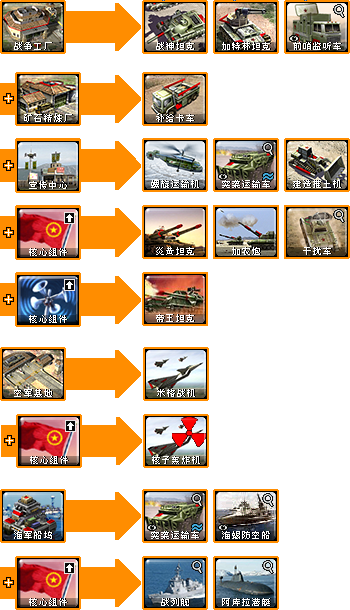 战争工厂 战神坦克 加特林坦克 前哨监听车
矿石精炼厂 补给卡车
宣传中心 螺旋运输机 突袭运输车 建造推土机
核心组件 炎黄坦克 加农炮 干扰车
核心组件 帝王坦克
空军基地 米格战机
核心组件 核子轰炸机
海军船坞 突袭运输车 海螺防空船
核心组件 战列舰 阿库拉潜艇